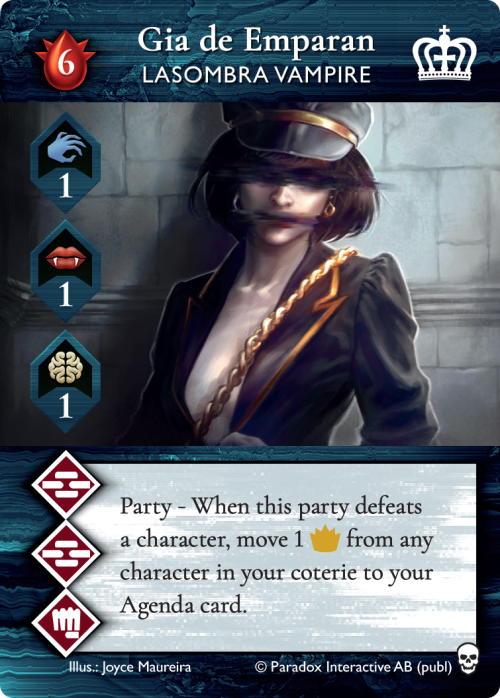 6
Gia de Emparan
LASOMBRA VAMPIRE
1
1
1
Party - When this party defeats
a character, move 1 from any
character in your coterie to your
Agenda card.
Illus.: Joyce Maureira
© Paradox Interactive AB (publ)